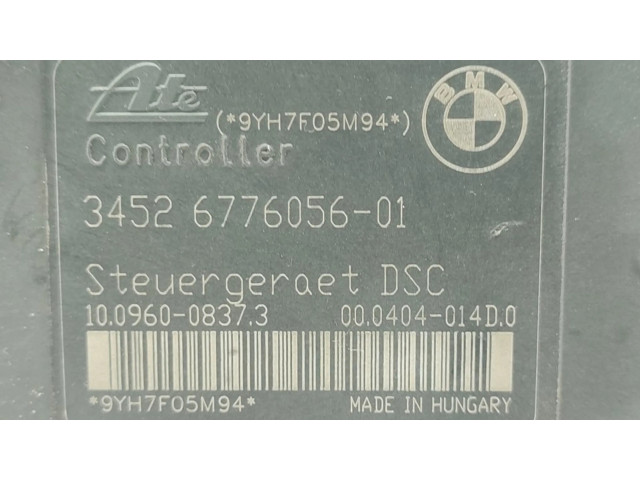 Ate
BMW
(*9YH7F05M94*)
Controller
3452 6776056-01
Steuergeraet DSC
10.0960-0837.3 00.0404-014D.0
*9YH7F05M94* MADE IN HUNGARY